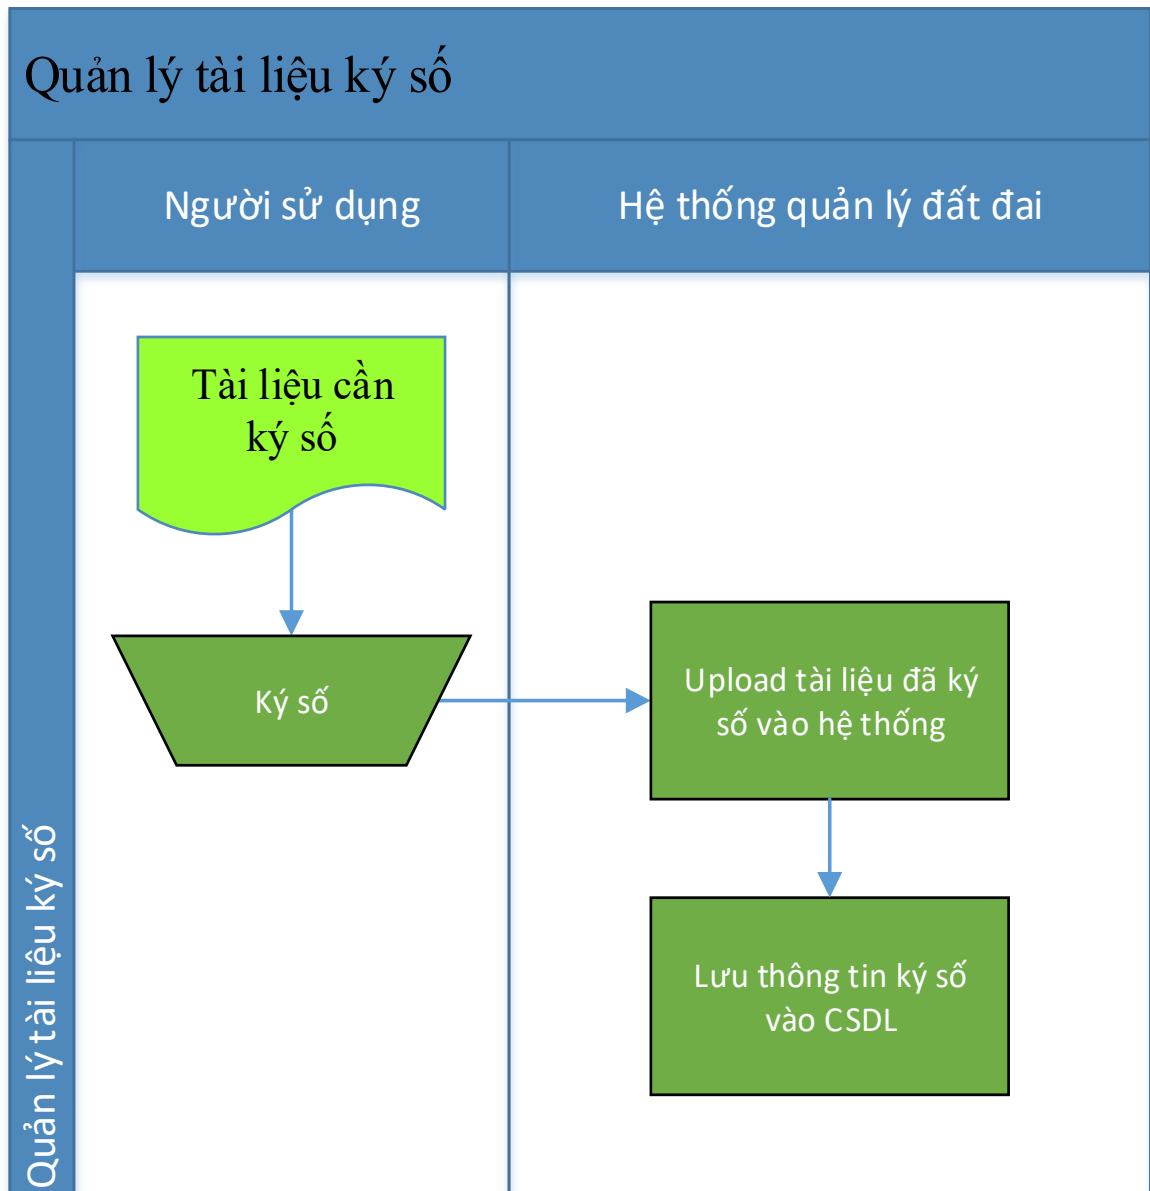 Quản lý tài liệu ký số
Người sử dụng
Hệ thống quản lý đất đai
Tài liệu cần
ký số
Ký số
Upload tài liệu đã ký
số vào hệ thống
Lưu thông tin ký số
vào CSDL
Quản lý tài liệu ký số